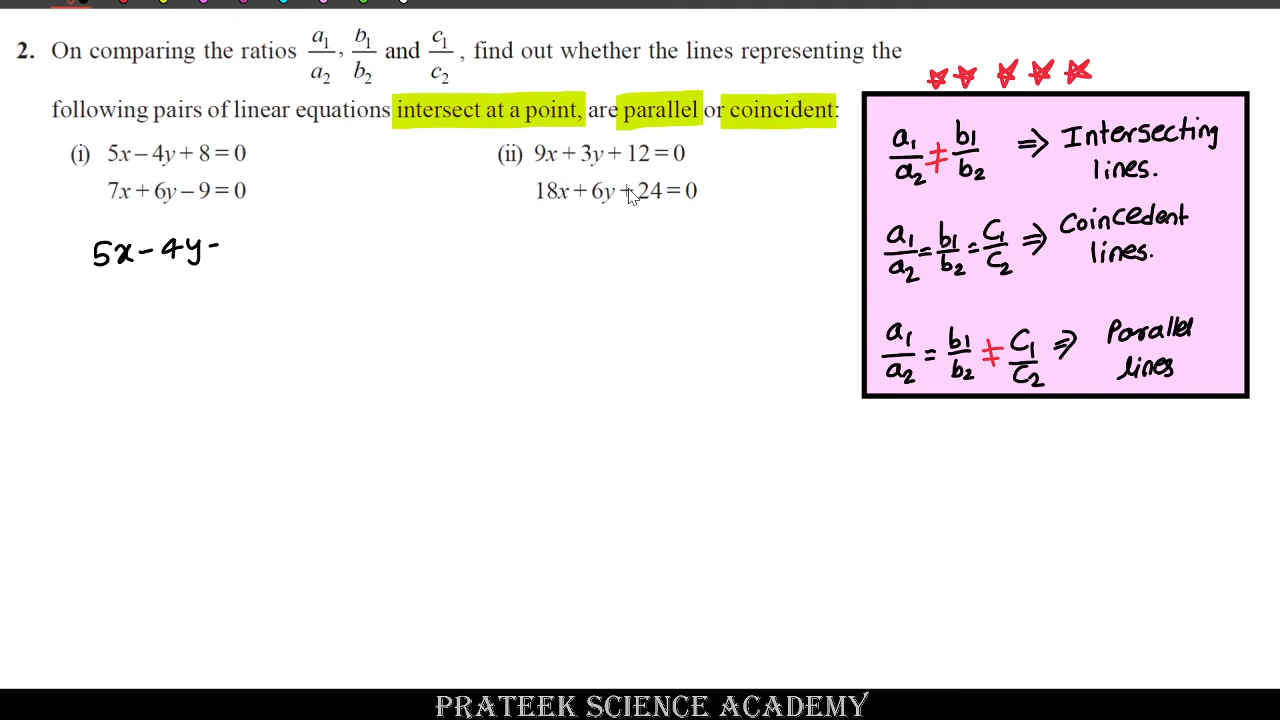 2. On comparing the ratios a₁/a₂, b₁/b₂ and c₁/c₂, find out whether the lines representing the
following pairs of linear equations intersect at a point, are parallel or coincident:
(i) 5x – 4y + 8 = 0
7x + 6y – 9 = 0
(ii) 9x + 3y + 12 = 0
18x + 6y + 24 = 0
5x – 4y -
a₁/a₂ ≠ b₁/b₂ ⇒ Intersecting
lines.
a₁/a₂ = b₁/b₂ = c₁/c₂ ⇒ Coincedent
lines.
a₁/a₂ = b₁/b₂ ≠ c₁/c₂ ⇒ Parallel
lines
PRATEEK SCIENCE ACADEMY